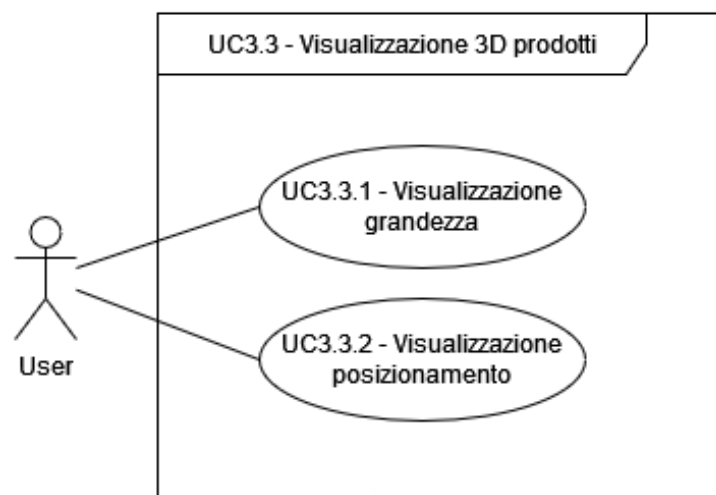 UC3.3 - Visualizzazione 3D prodotti
UC3.3.1 - Visualizzazione
grandezza
UC3.3.2 - Visualizzazione
posizionamento
User